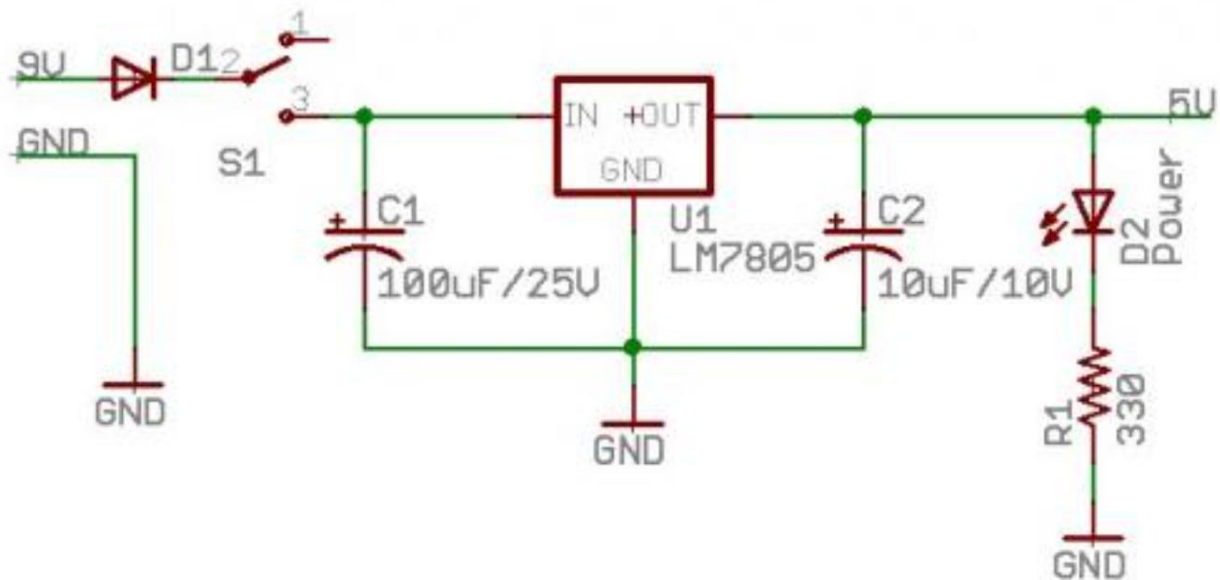 1
9V
D1
2
3
GND
S1
IN
+OUT
GND
5V
C1
100uF/25V
U1
LM7805
C2
10uF/10V
D2
Power
R1
330
GND
GND
GND